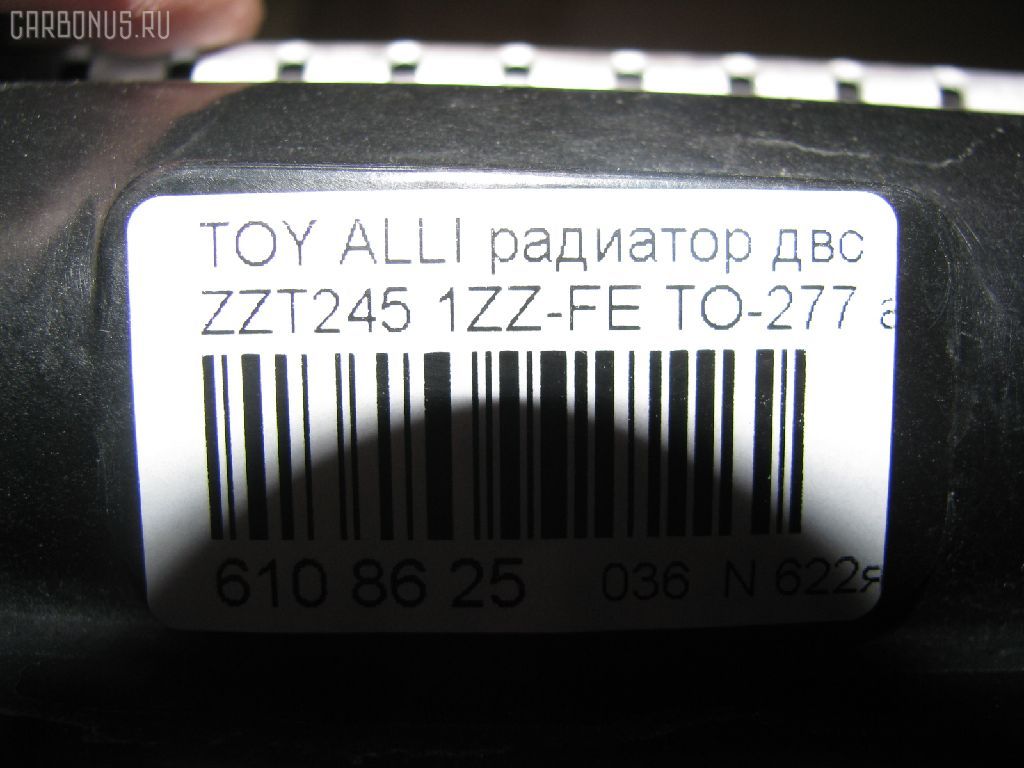 CARBONUS.RU
TOY ALLI радиатор двс
ZZT245 1ZZ-FE TO-277
610 86 25 036 N 622я